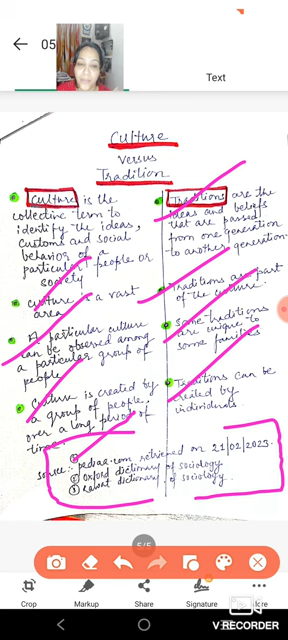 05
Text
Culture
Versus
Tradition
Culture is the
collective term to
identify the ideas,
customs and social
behavior of a
particular people or
society
culture is a vast
area
A particular culture
can be observed among
a particular group of
people
Culture is created by
a group of people
over a long period of
time.
Traditions are the
ideas and beliefs
that are passed
from one generation
to another generation
Traditions are part
of the culture.
Some traditions
are unique to
some families
Traditions can be
created by
individuals.
source: ① pediaa.com retrieved on 21/02/2023.
② oxford dictionary of sociology
③ dictionary of sociology
5/5
Crop
Markup
Share
Signature
More
V RECORDER